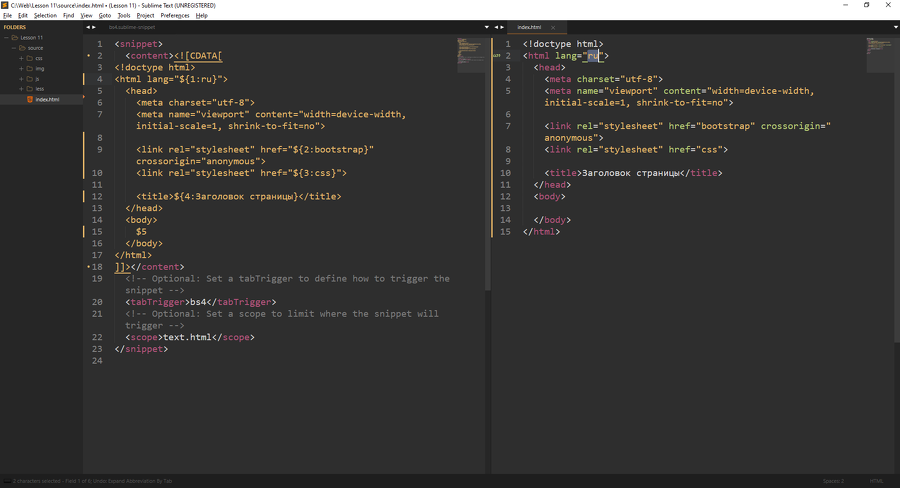 C:\Web\Lesson 11\source\index.html • (Lesson 11) - Sublime Text (UNREGISTERED)
File Edit Selection Find View Goto Tools Project Preferences Help
FOLDERS
Lesson 11
source
css
img
js
less
index.html
bs4.sublime-snippet
1 <snippet>
2 <content><![CDATA[
3 <!doctype html>
4 <html lang="${1:ru}">
5 <head>
6 <meta charset="utf-8">
7 <meta name="viewport" content="width=device-width,
initial-scale=1, shrink-to-fit=no">
8
9 <link rel="stylesheet" href="${2:bootstrap}"
crossorigin="anonymous">
10 <link rel="stylesheet" href="${3:css}">
11
12 <title>${4:Заголовок страницы}</title>
13 </head>
14 <body>
15 $5
16 </body>
17 </html>
18 ]]></content>
19 <!-- Optional: Set a tabTrigger to define how to trigger the
snippet -->
20 <tabTrigger>bs4</tabTrigger>
21 <!-- Optional: Set a scope to limit where the snippet will
trigger -->
22 <scope>text.html</scope>
23 </snippet>
24
index.html
1 <!doctype html>
2 <html lang="ru">
3 <head>
4 <meta charset="utf-8">
5 <meta name="viewport" content="width=device-width,
initial-scale=1, shrink-to-fit=no">
6
7 <link rel="stylesheet" href="bootstrap" crossorigin="
anonymous">
8 <link rel="stylesheet" href="css">
9
10 <title>Заголовок страницы</title>
11 </head>
12 <body>
13
14 </body>
15 </html>
2 characters selected - Field 1 of 6: Under Expand Abbreviation By Tab
Spaces: 2
HTML